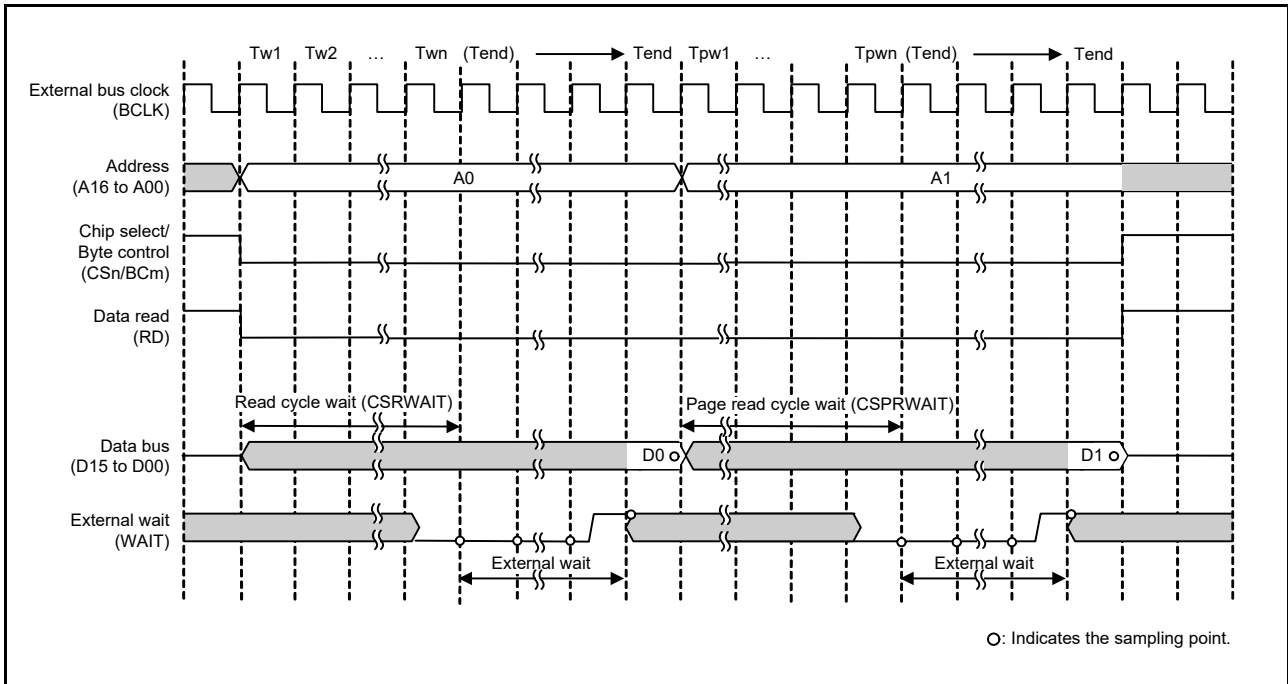 Tw1 Tw2 … Twn (Tend) Tend Tpw1 … Tpwn (Tend) Tend
External bus clock
(BCLK)
Address
(A16 to A00)
A0 A1
Chip select/
Byte control
(CSn/BCm)
Data read
(RD)
Read cycle wait (CSRWAIT) Page read cycle wait (CSPRWAIT)
Data bus
(D15 to D00)
D0 D1
External wait
(WAIT)
External wait External wait
O: Indicates the sampling point.